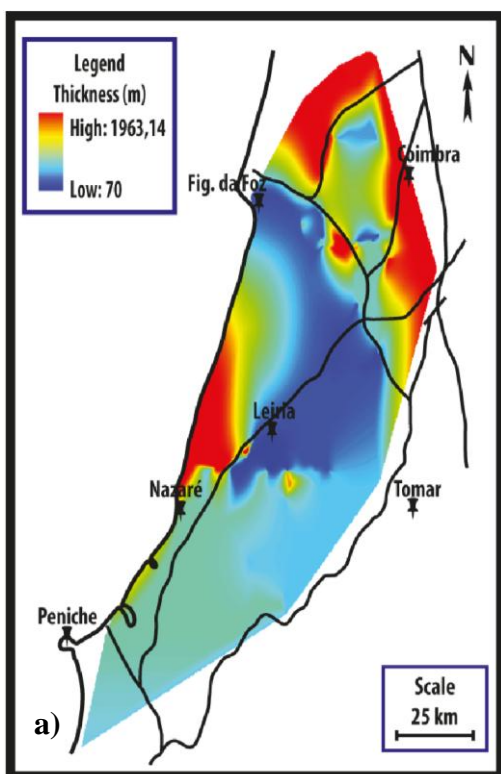 Legend
Thickness (m)
High: 1963,14
Low: 70
N
Coimbra
Fig. da Foz
Leiria
Nazaré
Tomar
Peniche
a)
Scale
25 km